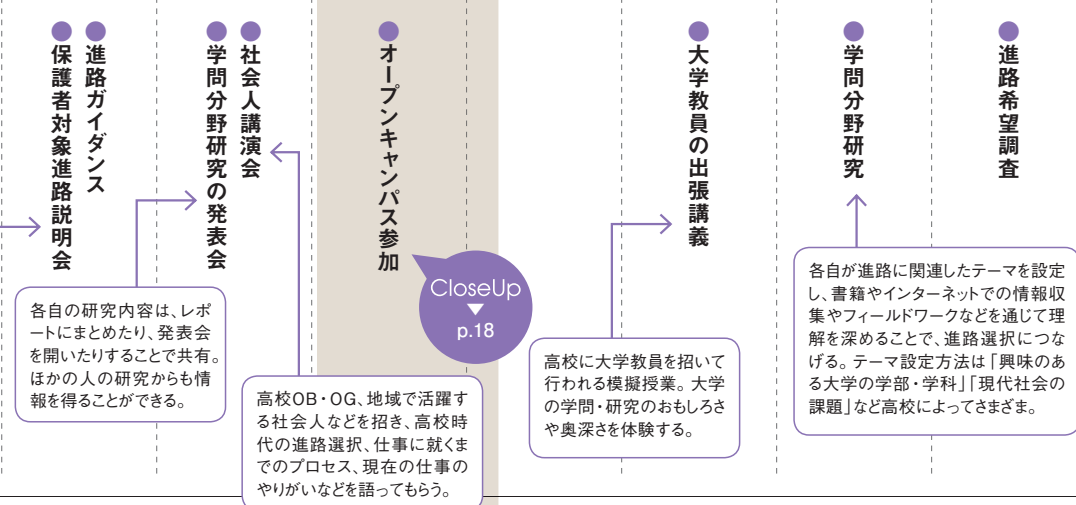 進路希望調査
学問分野研究
各自が進路に関連したテーマを設定
し、書籍やインターネットでの情報収
集やフィールドワークなどを通じて理
解を深めることで、進路選択につな
げる。テーマ設定方法は「興味のあ
る大学の学部・学科」「現代社会の
課題」など高校によってさまざま。
大学教員の出張講義
高校に大学教員を招いて
行われる模擬授業。大学
の学問・研究のおもしろさ
や奥深さを体験する。
オープンキャンパス参加
CloseUp
▼
p.18
社会人講演会
高校OB・OG、地域で活躍す
る社会人などを招き、高校時
代の進路選択、仕事に就くま
でのプロセス、現在の仕事の
やりがいなどを語ってもらう。
学問分野研究の発表会
各自の研究内容は、レポ
ートにまとめたり、発表会
を開いたりすることで共有。
ほかの人の研究からも情
報を得ることができる。
進路ガイダンス
保護者対象進路説明会